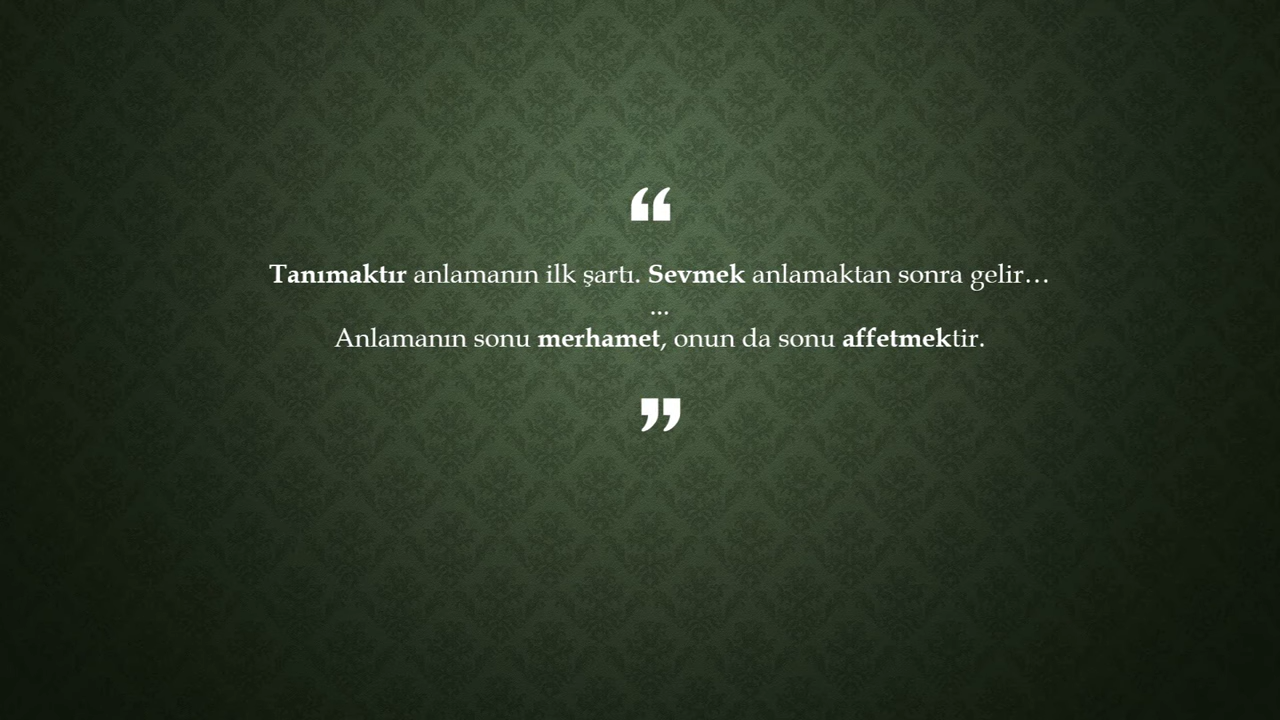 “
Tanımaktır anlamanın ilk şartı. Sevmek anlamaktan sonra gelir…
...
Anlamanın sonu merhamet, onun da sonu affetmektir.
”